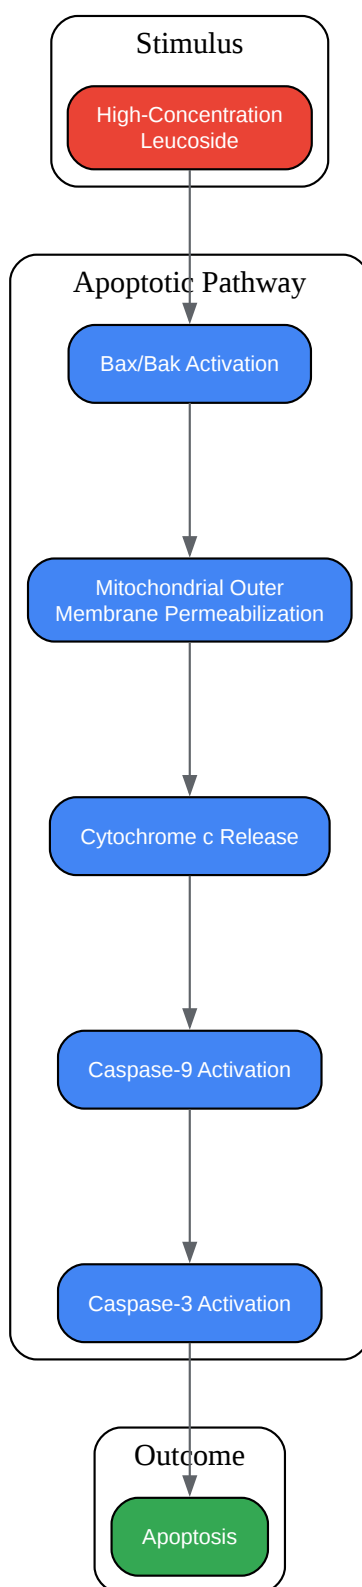 Stimulus
High-Concentration
Leucoside
Apoptotic Pathway
Bax/Bak Activation
Mitochondrial Outer
Membrane Permeabilization
Cytochrome c Release
Caspase-9 Activation
Caspase-3 Activation
Outcome
Apoptosis